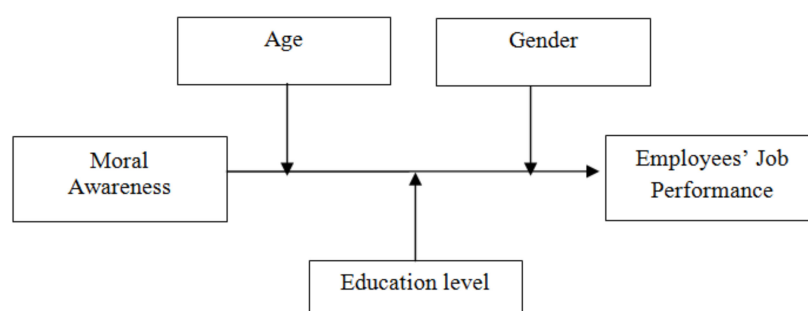 Age
Gender
Moral
Awareness
Employees’ Job
Performance
Education level